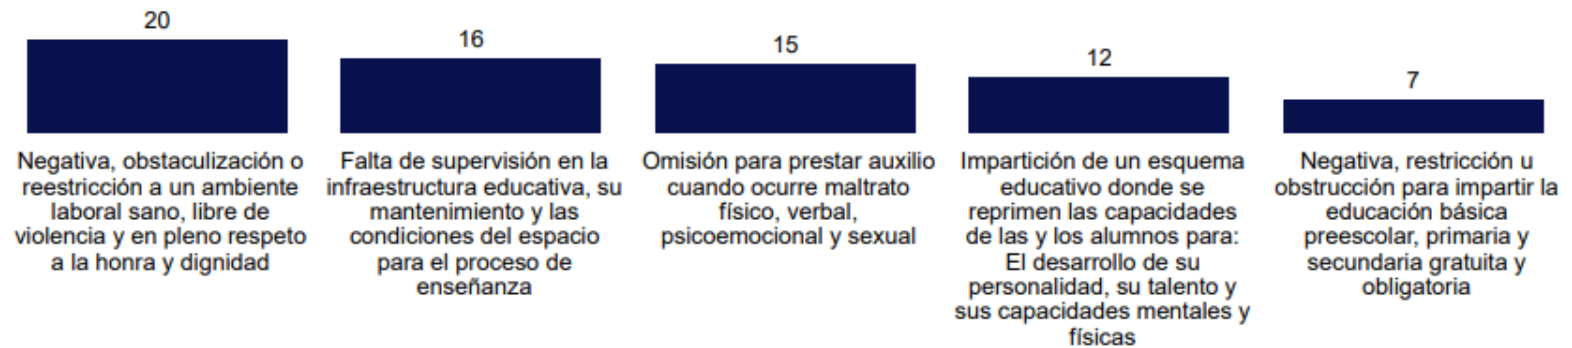 20
Negativa, obstaculización o
reestricción a un ambiente
laboral sano, libre de
violencia y en pleno respeto
a la honra y dignidad
16
Falta de supervisión en la
infraestructura educativa, su
mantenimiento y las
condiciones del espacio
para el proceso de
enseñanza
15
Omisión para prestar auxilio
cuando ocurre maltrato
físico, verbal,
psicoemocional y sexual
12
Impartición de un esquema
educativo donde se
reprimen las capacidades
de las y los alumnos para:
El desarrollo de su
personalidad, su talento y
sus capacidades mentales y
físicas
7
Negativa, restricción u
obstrucción para impartir la
educación básica
preescolar, primaria y
secundaria gratuita y
obligatoria